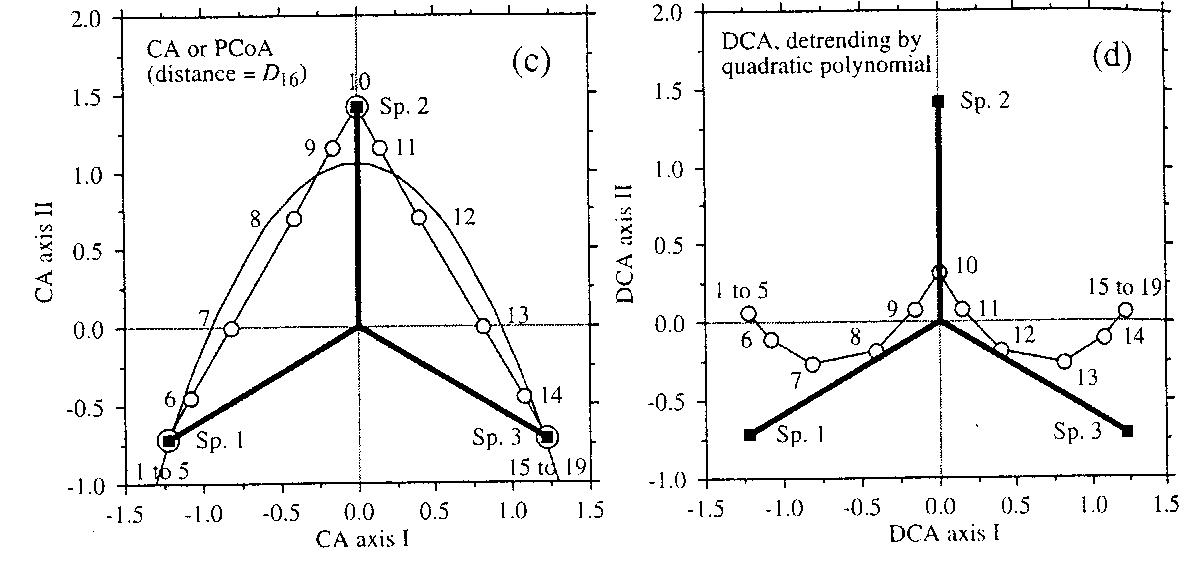 CA or PCoA
(distance = D16)
(c)
2.0
1.5
1.0
0.5
0.0
-0.5
-1.0
CA axis II
10
Sp. 2
9
11
8
12
7
13
6
14
Sp. 1
Sp. 3
1 to 5
15 to 19
-1.5 -1.0 -0.5 0.0 0.5 1.0 1.5
CA axis I
DCA, detrending by
quadratic polynomial
(d)
2.0
1.5
1.0
0.5
0.0
-0.5
-1.0
DCA axis II
Sp. 2
10
1 to 5
15 to 19
9
11
6
8
12
14
7
13
Sp. 1
Sp. 3
-1.5 -1.0 -0.5 0.0 0.5 1.0 1.5
DCA axis I